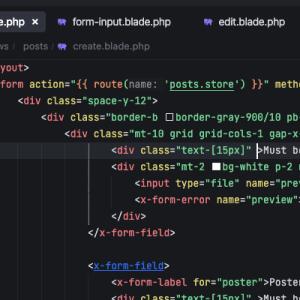 e.php × form-input.blade.php edit.blade.php
ws / posts / create.blade.php
yout>
form action="{{ route(name: 'posts.store') }}" metho
<div class="space-y-12">
<div class="border-b border-gray-900/10 pb-
<div class="mt-10 grid grid-cols-1 gap-x-
<div class="text-[15px]" >Must be
<div class="mt-2 bg-white p-2 r
<input type="file" name="prev
<x-form-error name="preview">
</div>
</x-form-field>
<x-form-field>
<x-form-label for="poster">Poster
<div class="text-[15px]" >Must be